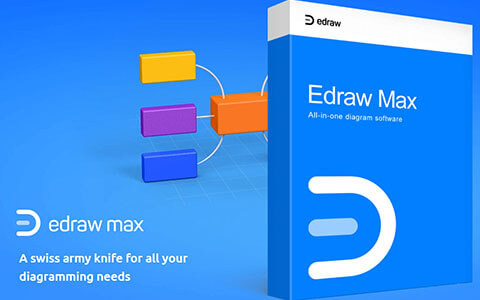 edraw
Edraw Max
All-in-one diagram software
edraw max
A swiss army knife for all your
diagramming needs